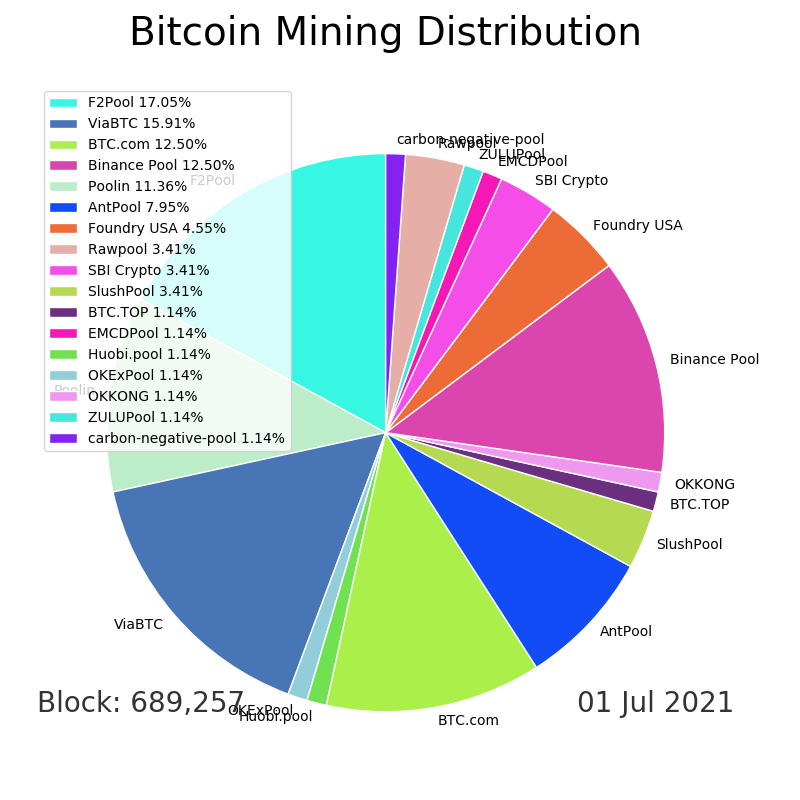 Bitcoin Mining Distribution
F2Pool 17.05%
ViaBTC 15.91%
BTC.com 12.50%
Binance Pool 12.50%
Poolin 11.36%
AntPool 7.95%
Foundry USA 4.55%
Rawpool 3.41%
SBI Crypto 3.41%
SlushPool 3.41%
BTC.TOP 1.14%
EMCDPool 1.14%
Huobi.pool 1.14%
OKExPool 1.14%
OKKONG 1.14%
ZULUPool 1.14%
carbon-negative-pool 1.14%
carbon-negative-pool
Rawpool
ZULUPool
EMCDPool
SBI Crypto
Foundry USA
Binance Pool
OKKONG
BTC.TOP
SlushPool
AntPool
BTC.com
Huobi.pool
OKExPool
ViaBTC
Poolin
F2Pool
Block: 689,257
01 Jul 2021